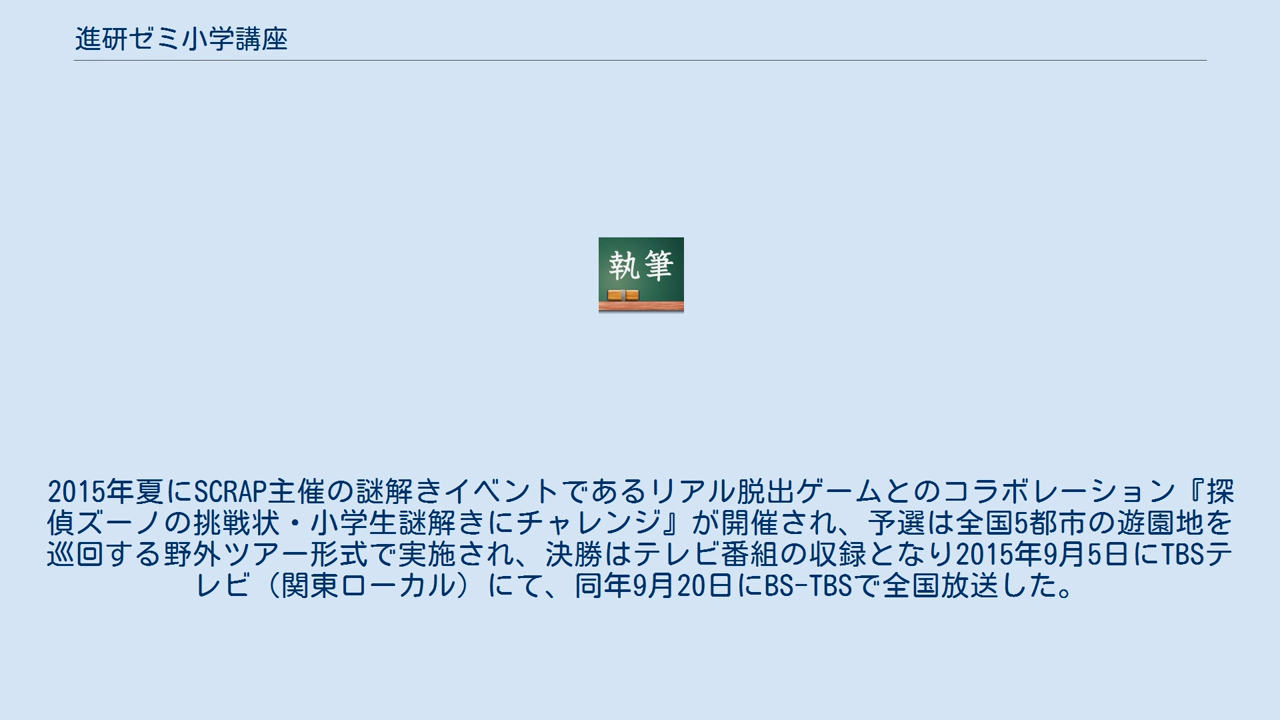 進研ゼミ小学講座
執筆
2015年夏にSCRAP主催の謎解きイベントであるリアル脱出ゲームとのコラボレーション『探
偵ズーノの挑戦状・小学生謎解きにチャレンジ』が開催され、予選は全国5都市の遊園地を
巡回する野外ツアー形式で実施され、決勝はテレビ番組の収録となり2015年9月5日にTBSテ
レビ（関東ローカル）にて、同年9月20日にBS-TBSで全国放送した。